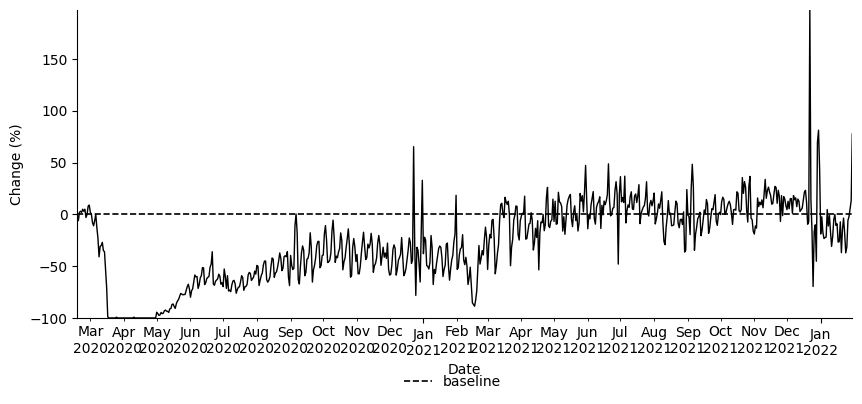 Change (%)
150
100
50
0
−50
−100
Mar Apr May Jun Jul Aug Sep Oct Nov Dec Jan Feb Mar Apr May Jun Jul Aug Sep Oct Nov Dec Jan
2020 2020 2020 2020 2020 2020 2020 2020 2020 2020 2021 2021 2021 2021 2021 2021 2021 2021 2021 2021 2021 2021 2022
Date
baseline